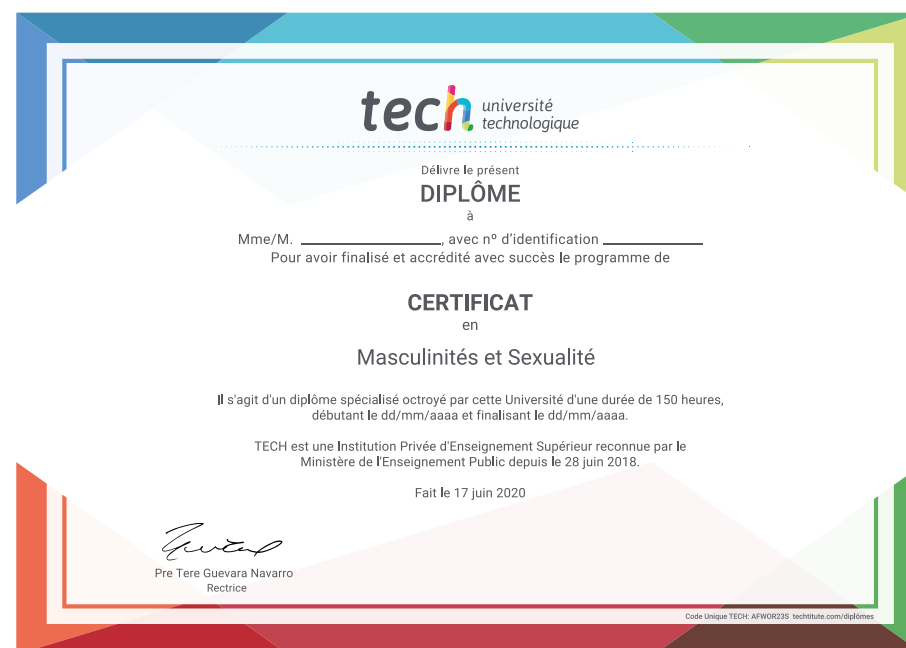 tech université
technologique
Délivre le présent
DIPLÔME
à
Mme/M. ____________________, avec nº d'identification ______________
Pour avoir finalisé et accrédité avec succès le programme de
CERTIFICAT
en
Masculinités et Sexualité
Il s'agit d'un diplôme spécialisé octroyé par cette Université d'une durée de 150 heures,
débutant le dd/mm/aaaa et finalisant le dd/mm/aaaa.
TECH est une Institution Privée d'Enseignement Supérieur reconnue par le
Ministère de l'Enseignement Public depuis le 28 juin 2018.
Fait le 17 juin 2020
Pre Tere Guevara Navarro
Rectrice
Code Unique TECH: AFWOR23S techtitute.com/diplômes